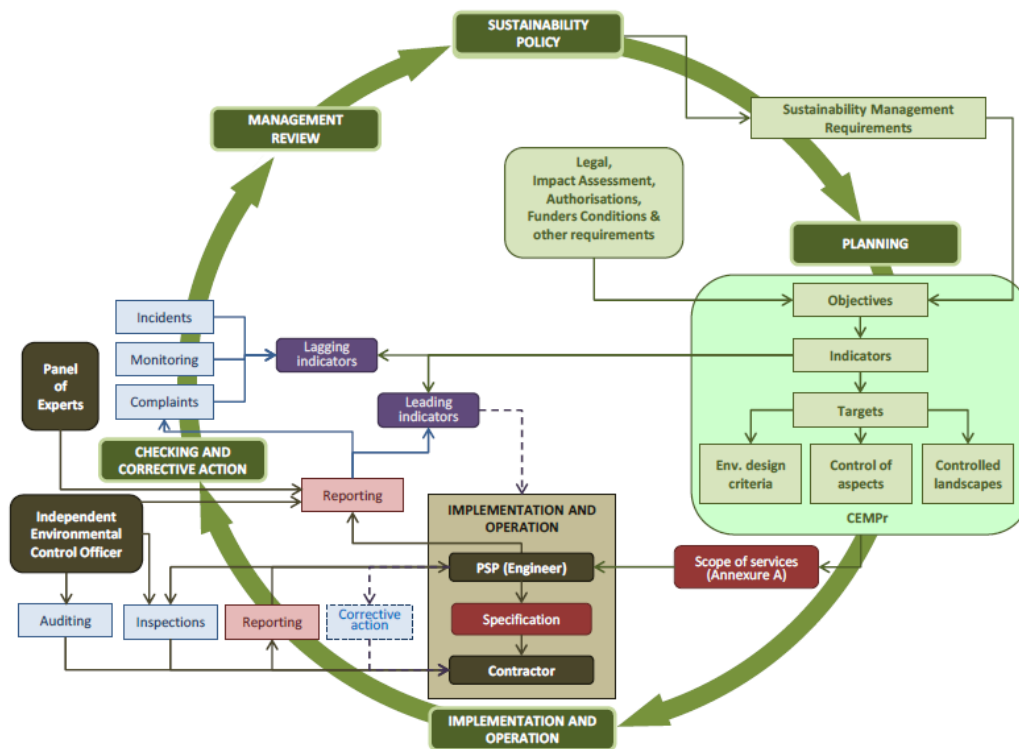 SUSTAINABILITY
POLICY
MANAGEMENT
REVIEW
Sustainability Management
Requirements
Legal,
Impact Assessment,
Authorisations,
Funders Conditions &
other requirements
PLANNING
Objectives
Indicators
Targets
Env. design
criteria
Control of
aspects
Controlled
landscapes
CEMPr
Incidents
Monitoring
Complaints
Lagging
indicators
Leading
indicators
Panel
of
Experts
CHECKING AND
CORRECTIVE ACTION
Reporting
Independent
Environmental
Control Officer
IMPLEMENTATION AND
OPERATION
PSP (Engineer)
Specification
Contractor
Scope of services
(Annexure A)
Auditing
Inspections
Reporting
Corrective
action
IMPLEMENTATION AND
OPERATION